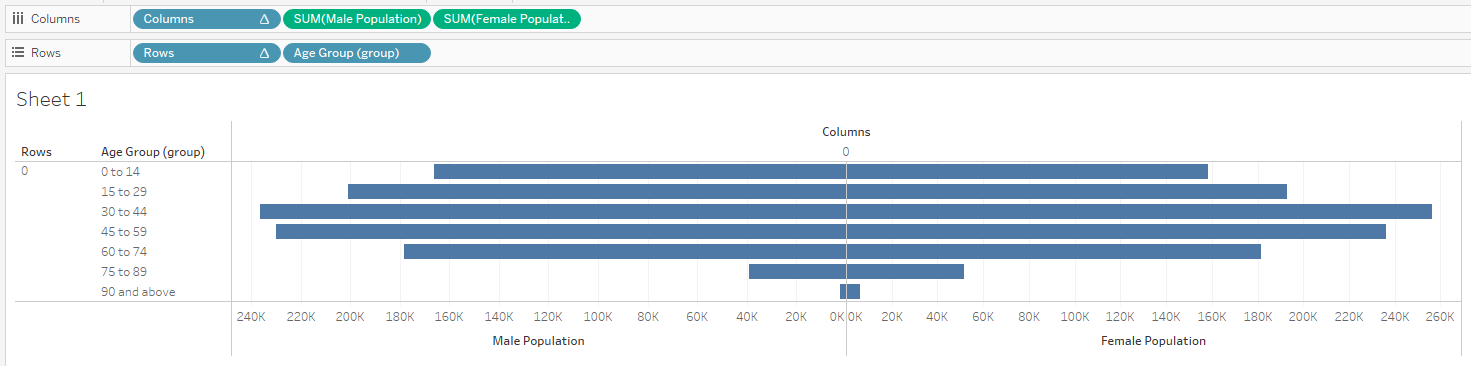 Columns Columns Δ SUM(Male Population) SUM(Female Populat..
Rows Rows Δ Age Group (group)
Sheet 1
Columns
Rows Age Group (group) 0
0 0 to 14
15 to 29
30 to 44
45 to 59
60 to 74
75 to 89
90 and above
240K 220K 200K 180K 160K 140K 120K 100K 80K 60K 40K 20K 0K 0K 20K 40K 60K 80K 100K 120K 140K 160K 180K 200K 220K 240K 260K
Male Population Female Population